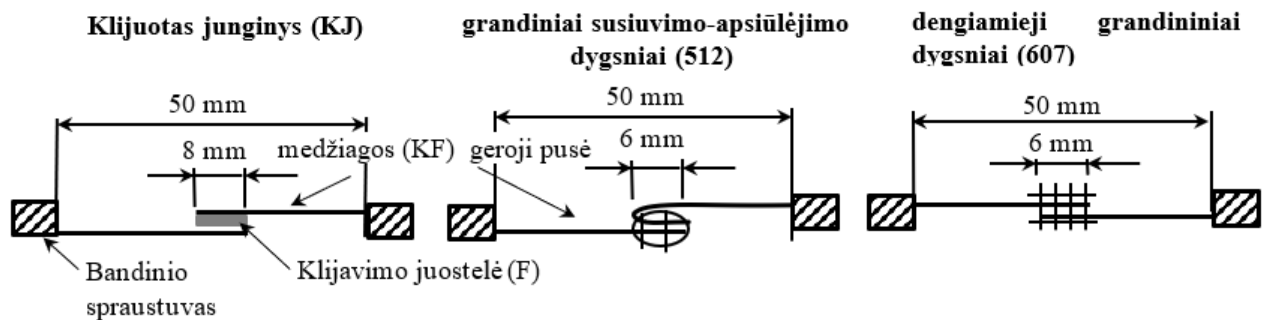 Klijuotas junginys (KJ)
grandiniai susiuvimo-apsiūlėjimo
dygsniai (512)
dengiamieji grandininiai
dygsniai (607)
50 mm
50 mm
50 mm
8 mm
medžiagos (KF) geroji pusė
6 mm
6 mm
Bandinio
spraustuvas
Klijavimo juostelė (F)